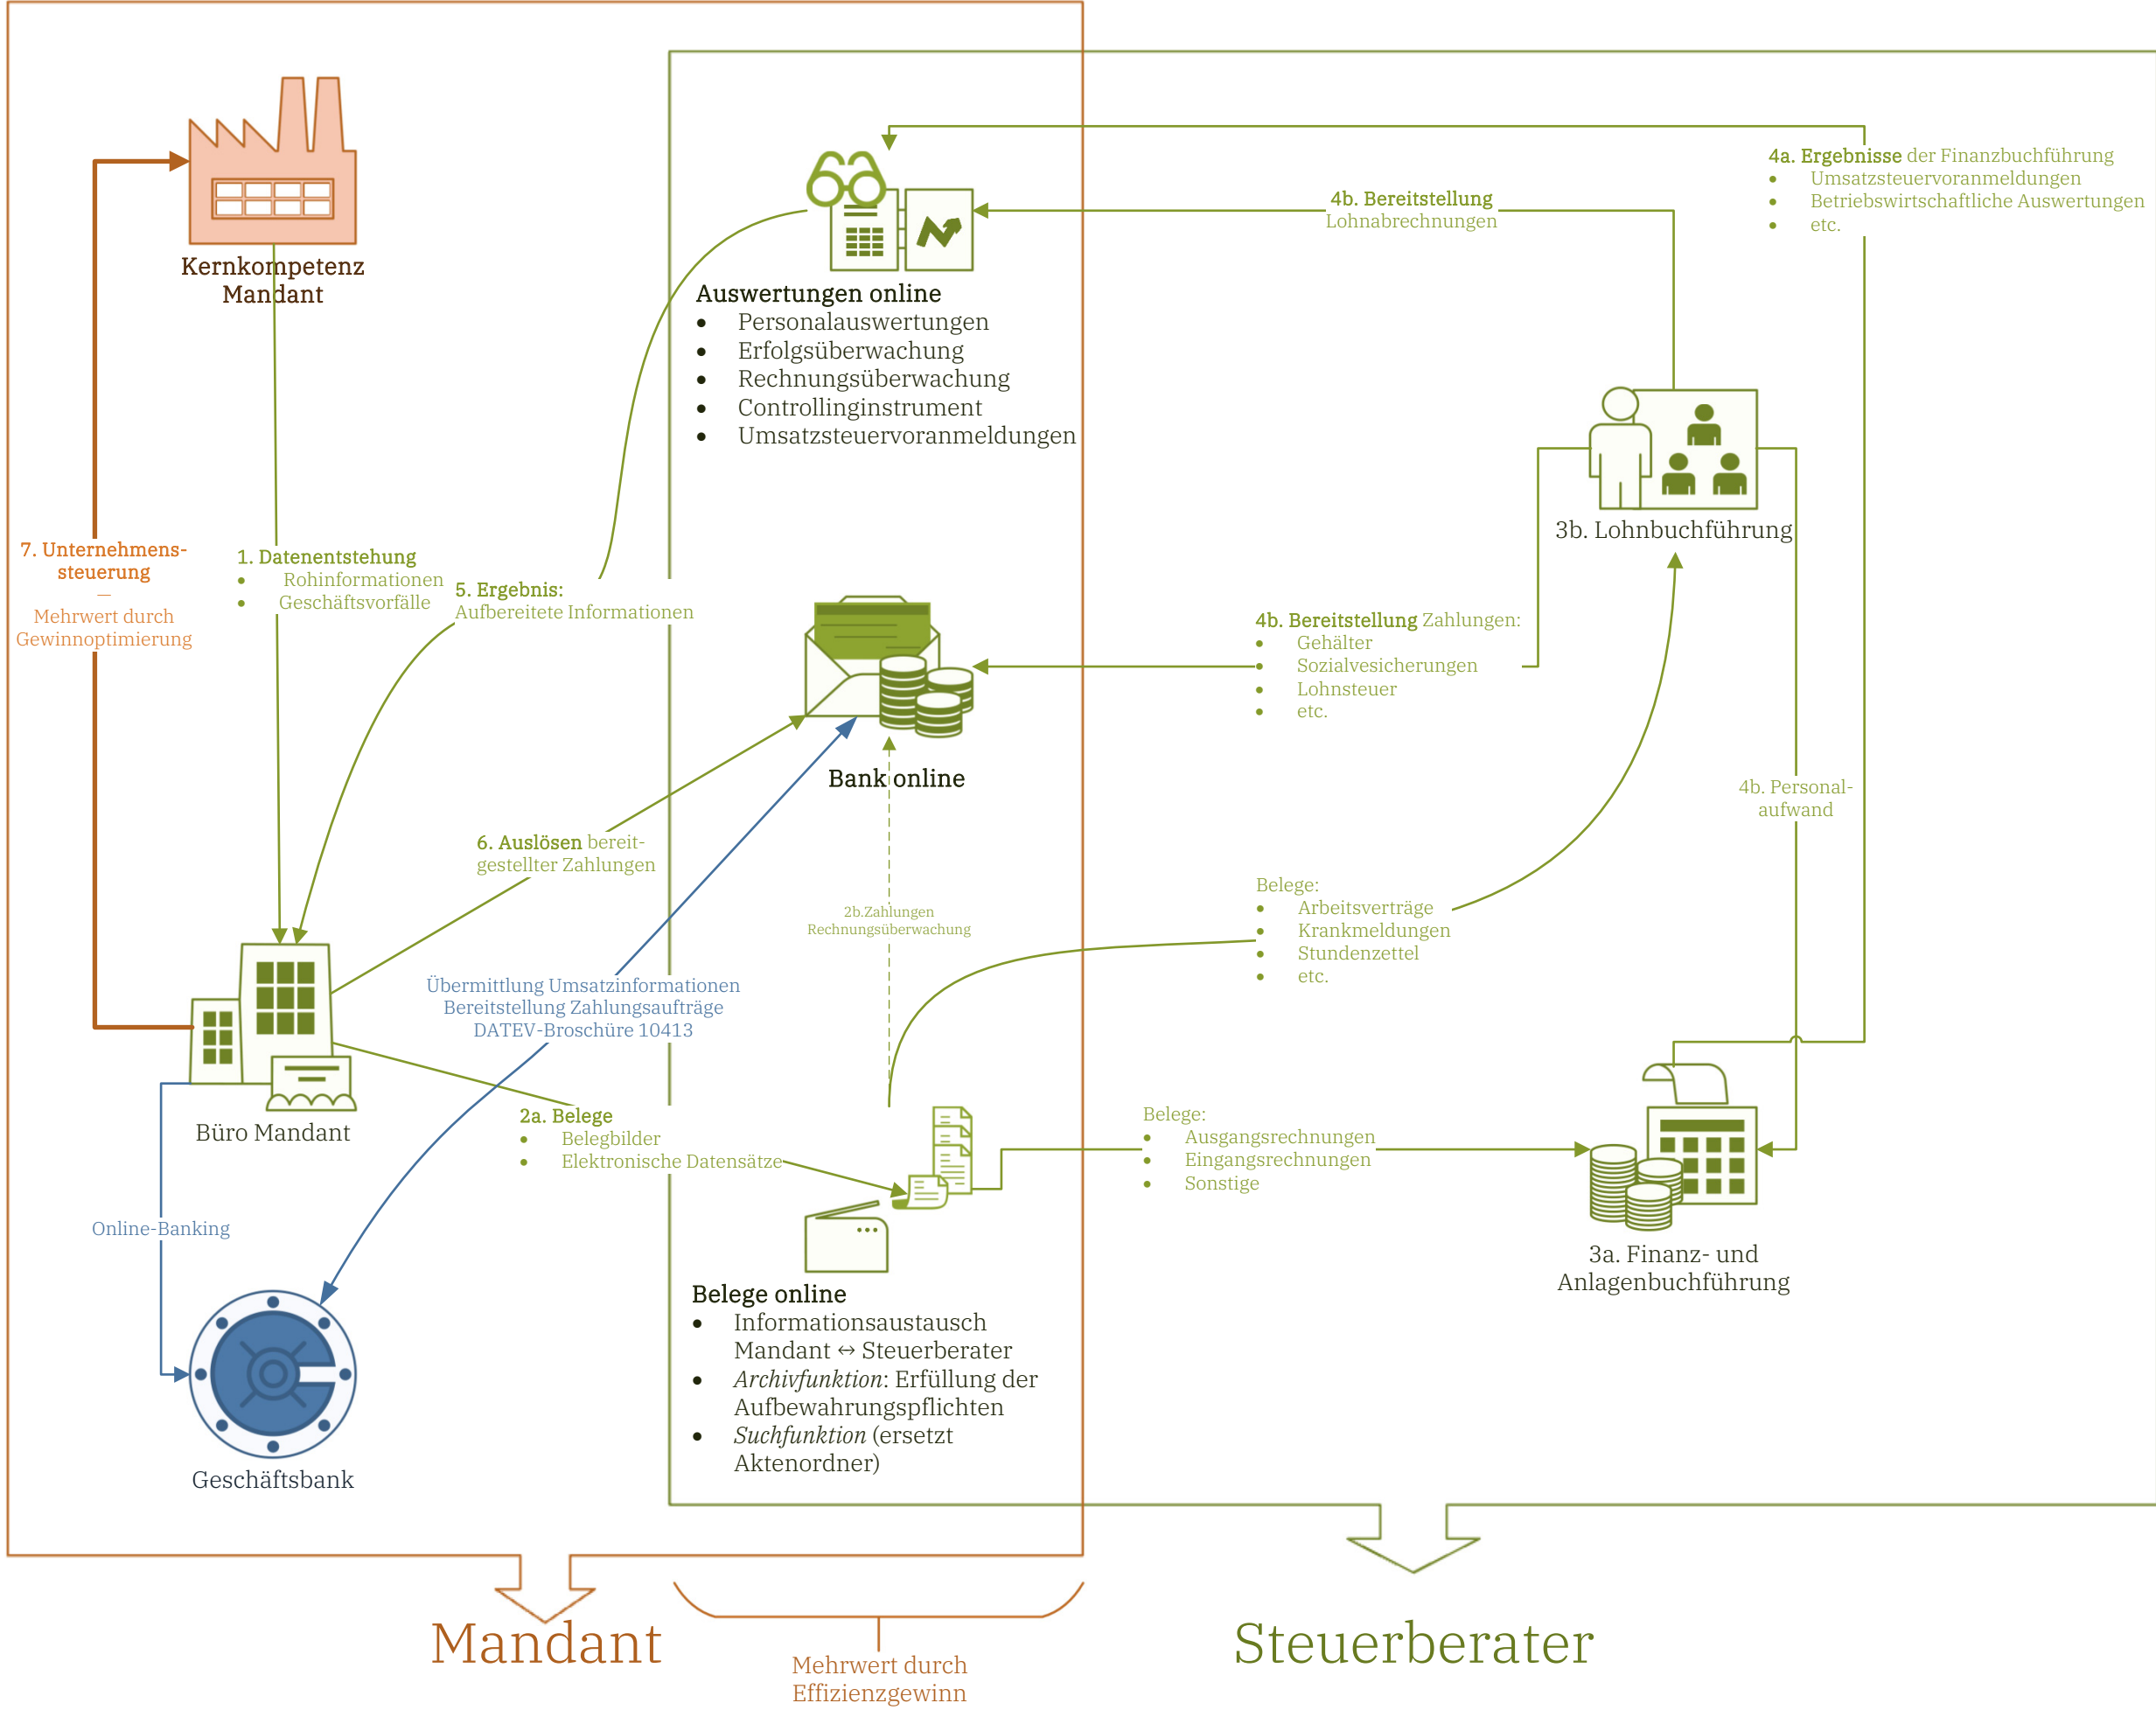 Kernkompetenz
Mandant
7. Unternehmens-
steuerung
—
Mehrwert durch
Gewinnoptimierung
1. Datenentstehung
• Rohinformationen
• Geschäftsvorfälle
5. Ergebnis:
Aufbereitete Informationen
6. Auslösen bereit-
gestellter Zahlungen
Übermittlung Umsatzinformationen
Bereitstellung Zahlungsaufträge
DATEV-Broschüre 10413
Büro Mandant
2a. Belege
• Belegbilder
• Elektronische Datensätze
Online-Banking
Geschäftsbank
Auswertungen online
• Personalauswertungen
• Erfolgsüberwachung
• Rechnungsüberwachung
• Controllinginstrument
• Umsatzsteuervoranmeldungen
Bank online
2b.Zahlungen
Rechnungsüberwachung
Belege online
• Informationsaustausch
Mandant ↔ Steuerberater
• Archivfunktion: Erfüllung der
Aufbewahrungspflichten
• Suchfunktion (ersetzt
Aktenordner)
4a. Ergebnisse der Finanzbuchführung
• Umsatzsteuervoranmeldungen
• Betriebswirtschaftliche Auswertungen
• etc.
4b. Bereitstellung
Lohnabrechnungen
3b. Lohnbuchführung
4b. Bereitstellung Zahlungen:
• Gehälter
• Sozialvesicherungen
• Lohnsteuer
• etc.
4b. Personal-
aufwand
Belege:
• Arbeitsverträge
• Krankmeldungen
• Stundenzettel
• etc.
Belege:
• Ausgangsrechnungen
• Eingangsrechnungen
• Sonstige
3a. Finanz- und
Anlagenbuchführung
Mandant
Mehrwert durch
Effizienzgewinn
Steuerberater